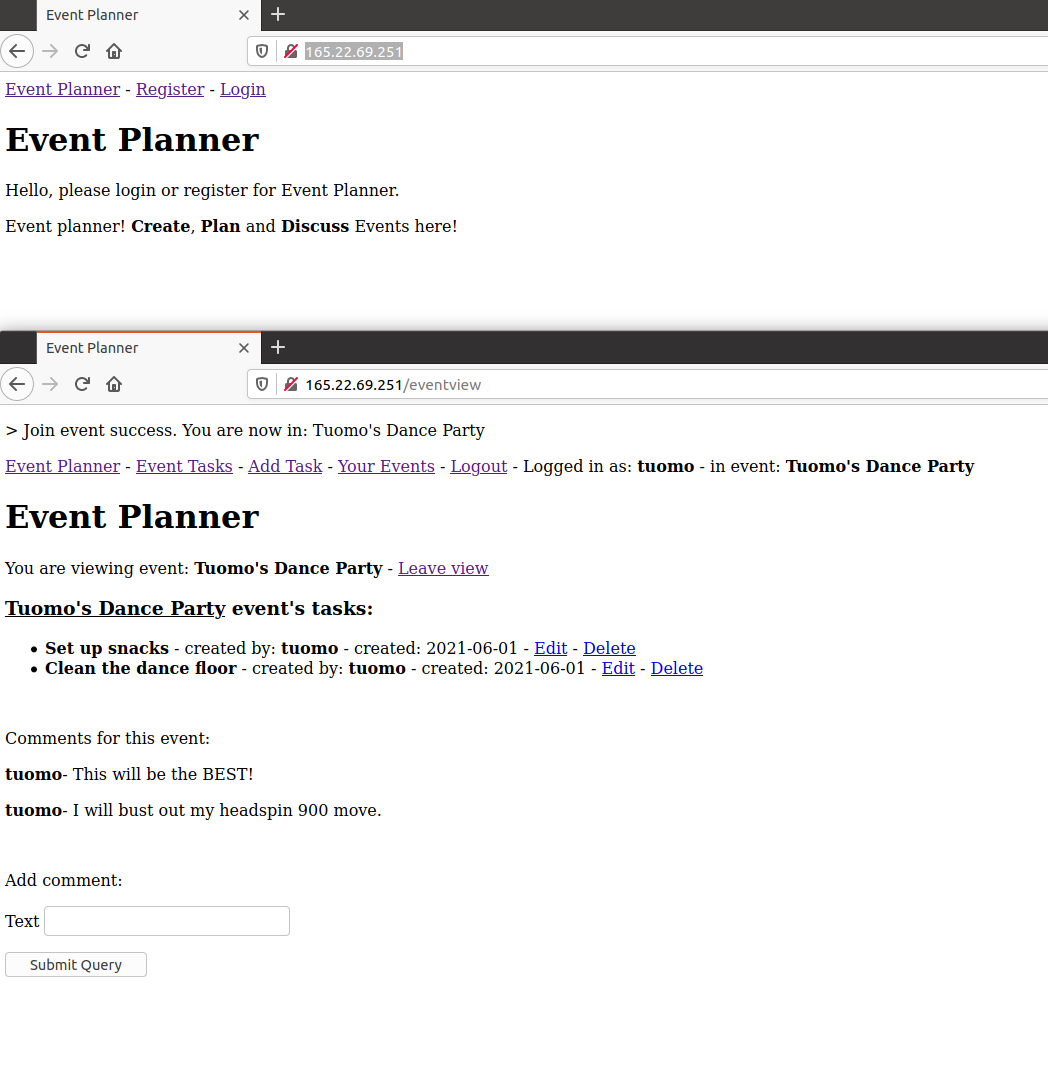 Event Planner
165.22.69.251
Event Planner - Register - Login
Event Planner
Hello, please login or register for Event Planner.
Event planner! Create, Plan and Discuss Events here!
Event Planner
165.22.69.251/eventview
> Join event success. You are now in: Tuomo's Dance Party
Event Planner - Event Tasks - Add Task - Your Events - Logout - Logged in as: tuomo - in event: Tuomo's Dance Party
Event Planner
You are viewing event: Tuomo's Dance Party - Leave view
Tuomo's Dance Party event's tasks:
• Set up snacks - created by: tuomo - created: 2021-06-01 - Edit - Delete
• Clean the dance floor - created by: tuomo - created: 2021-06-01 - Edit - Delete
Comments for this event:
tuomo- This will be the BEST!
tuomo- I will bust out my headspin 900 move.
Add comment:
Text
Submit Query